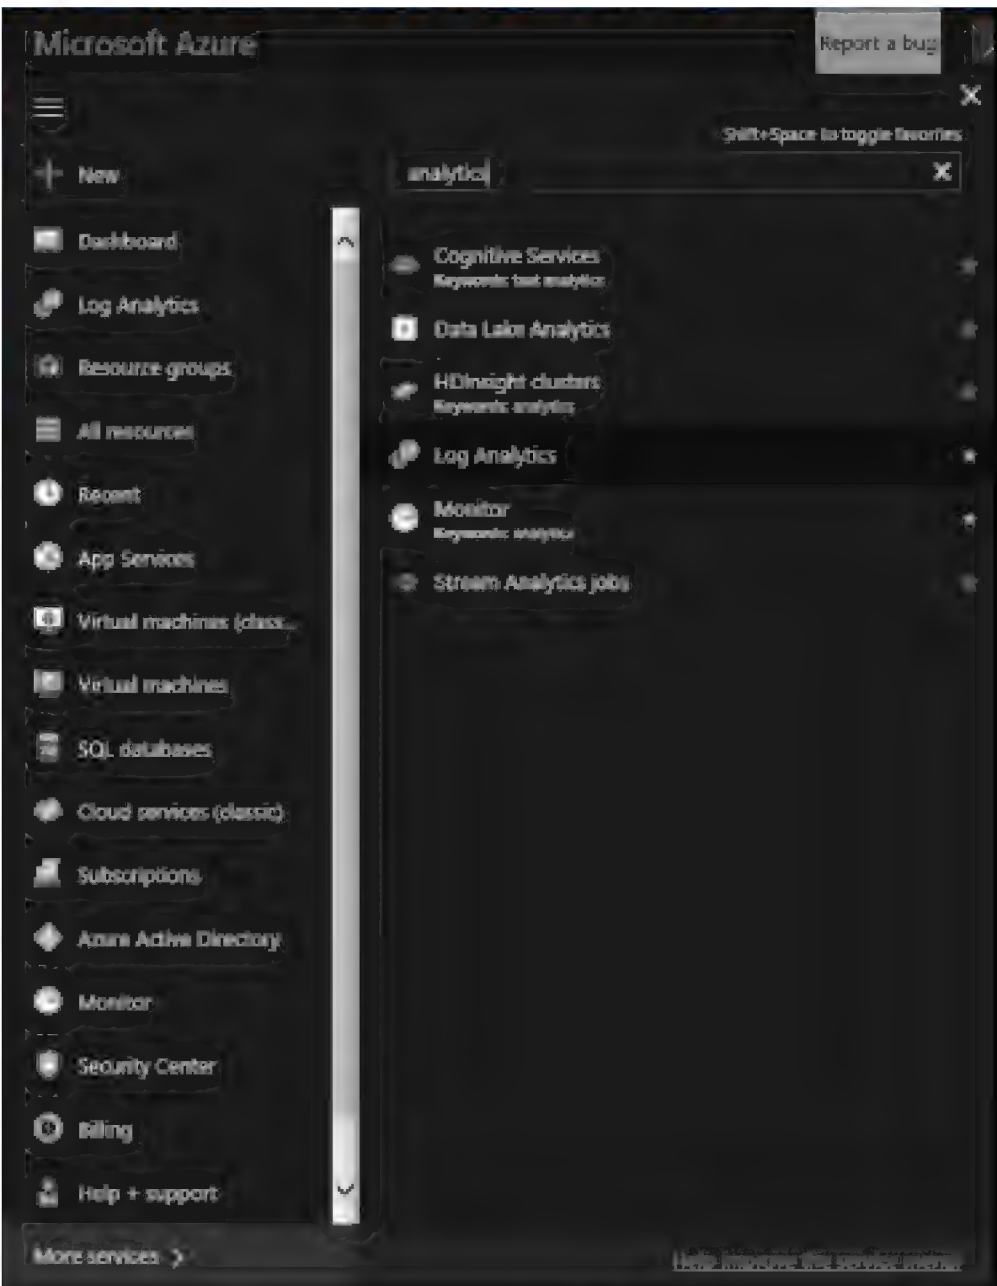 Microsoft Azure
Report a bug
Shift+Space to toggle favorites
New
analytics
Dashboard
Log Analytics
Resource groups
All resources
Recent
App Services
Virtual machines (class...
Virtual machines
SQL databases
Cloud services (classic)
Subscriptions
Azure Active Directory
Monitor
Security Center
Billing
Help + support
More services
Cognitive Services
Keywords: text analytics
Data Lake Analytics
HDInsight clusters
Keywords: analytics
Log Analytics
Monitor
Keywords: analytics
Stream Analytics jobs